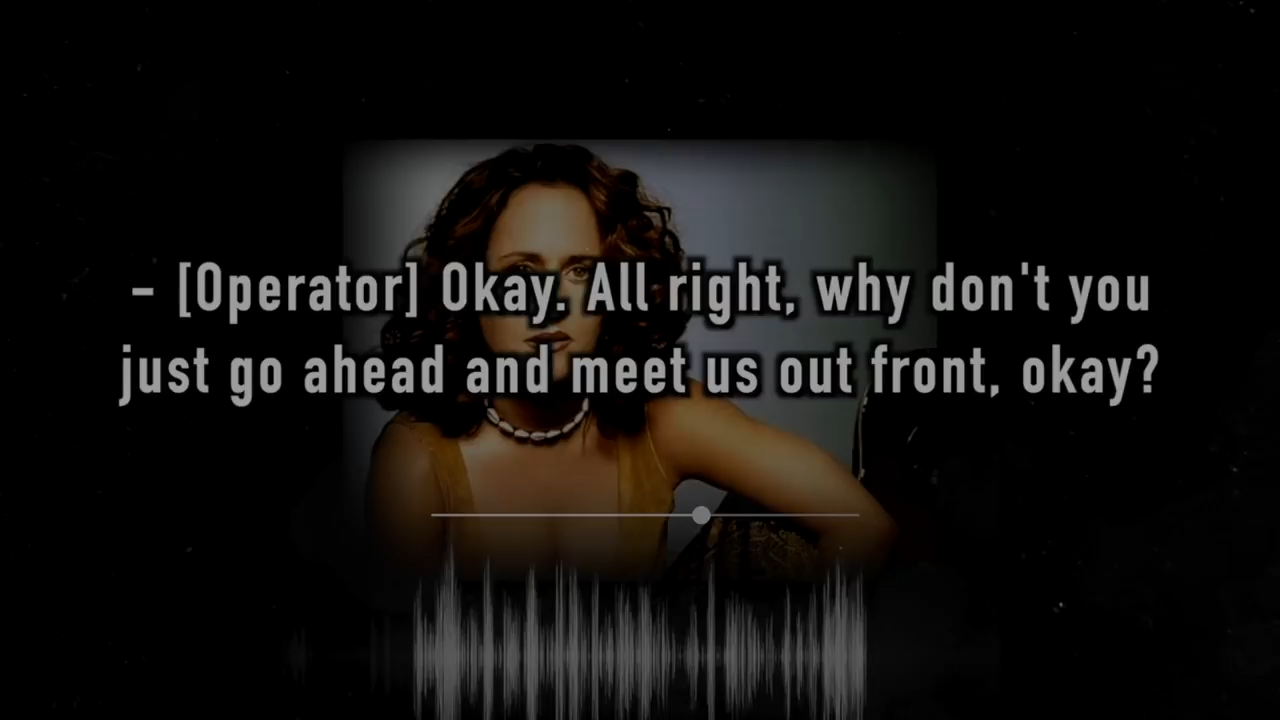 - [Operator] Okay. All right, why don't you
just go ahead and meet us out front, okay?